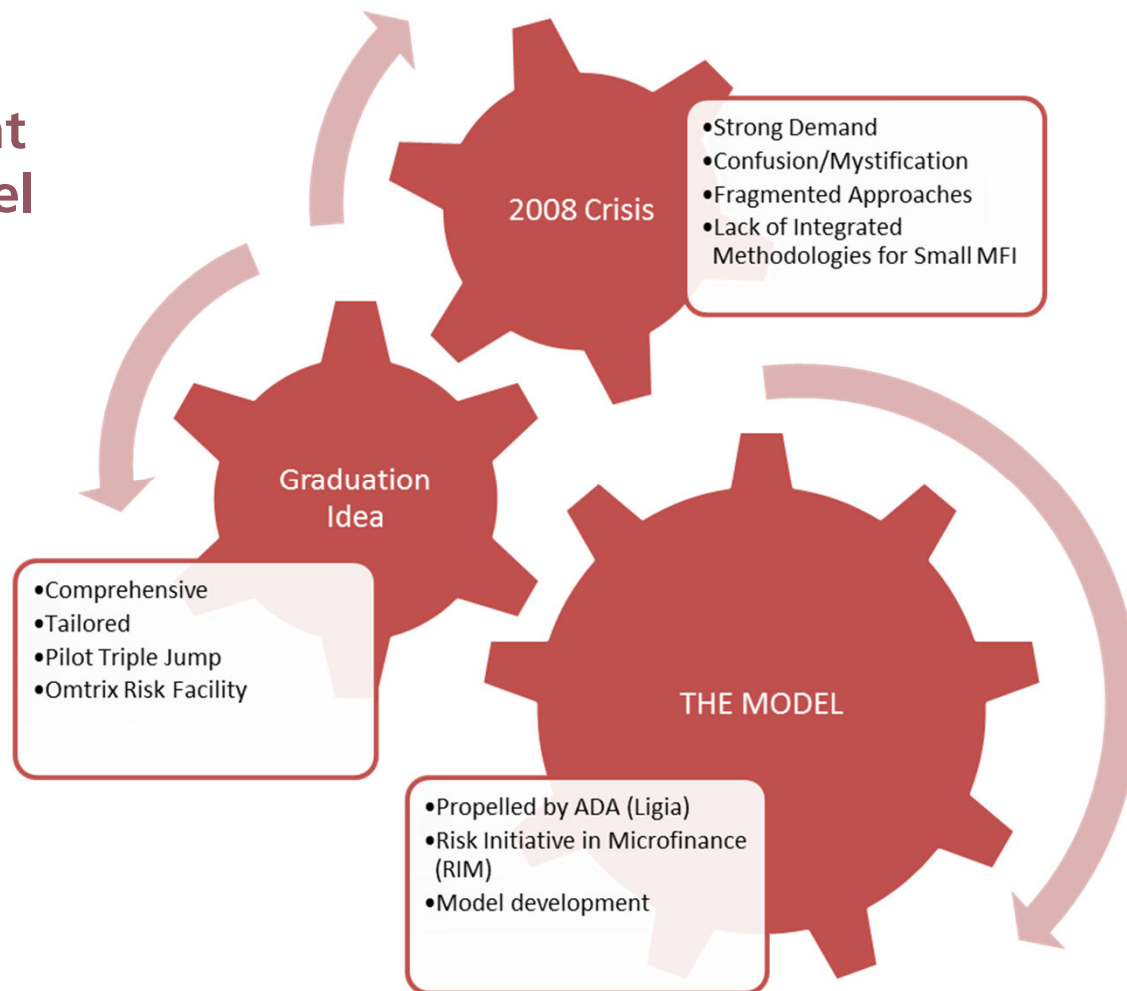 nt
el
2008 Crisis
•Strong Demand
•Confusion/Mystification
•Fragmented Approaches
•Lack of Integrated
Methodologies for Small MFI
Graduation
Idea
•Comprehensive
•Tailored
•Pilot Triple Jump
•Omtrix Risk Facility
THE MODEL
•Propelled by ADA (Ligia)
•Risk Initiative in Microfinance
(RIM)
•Model development